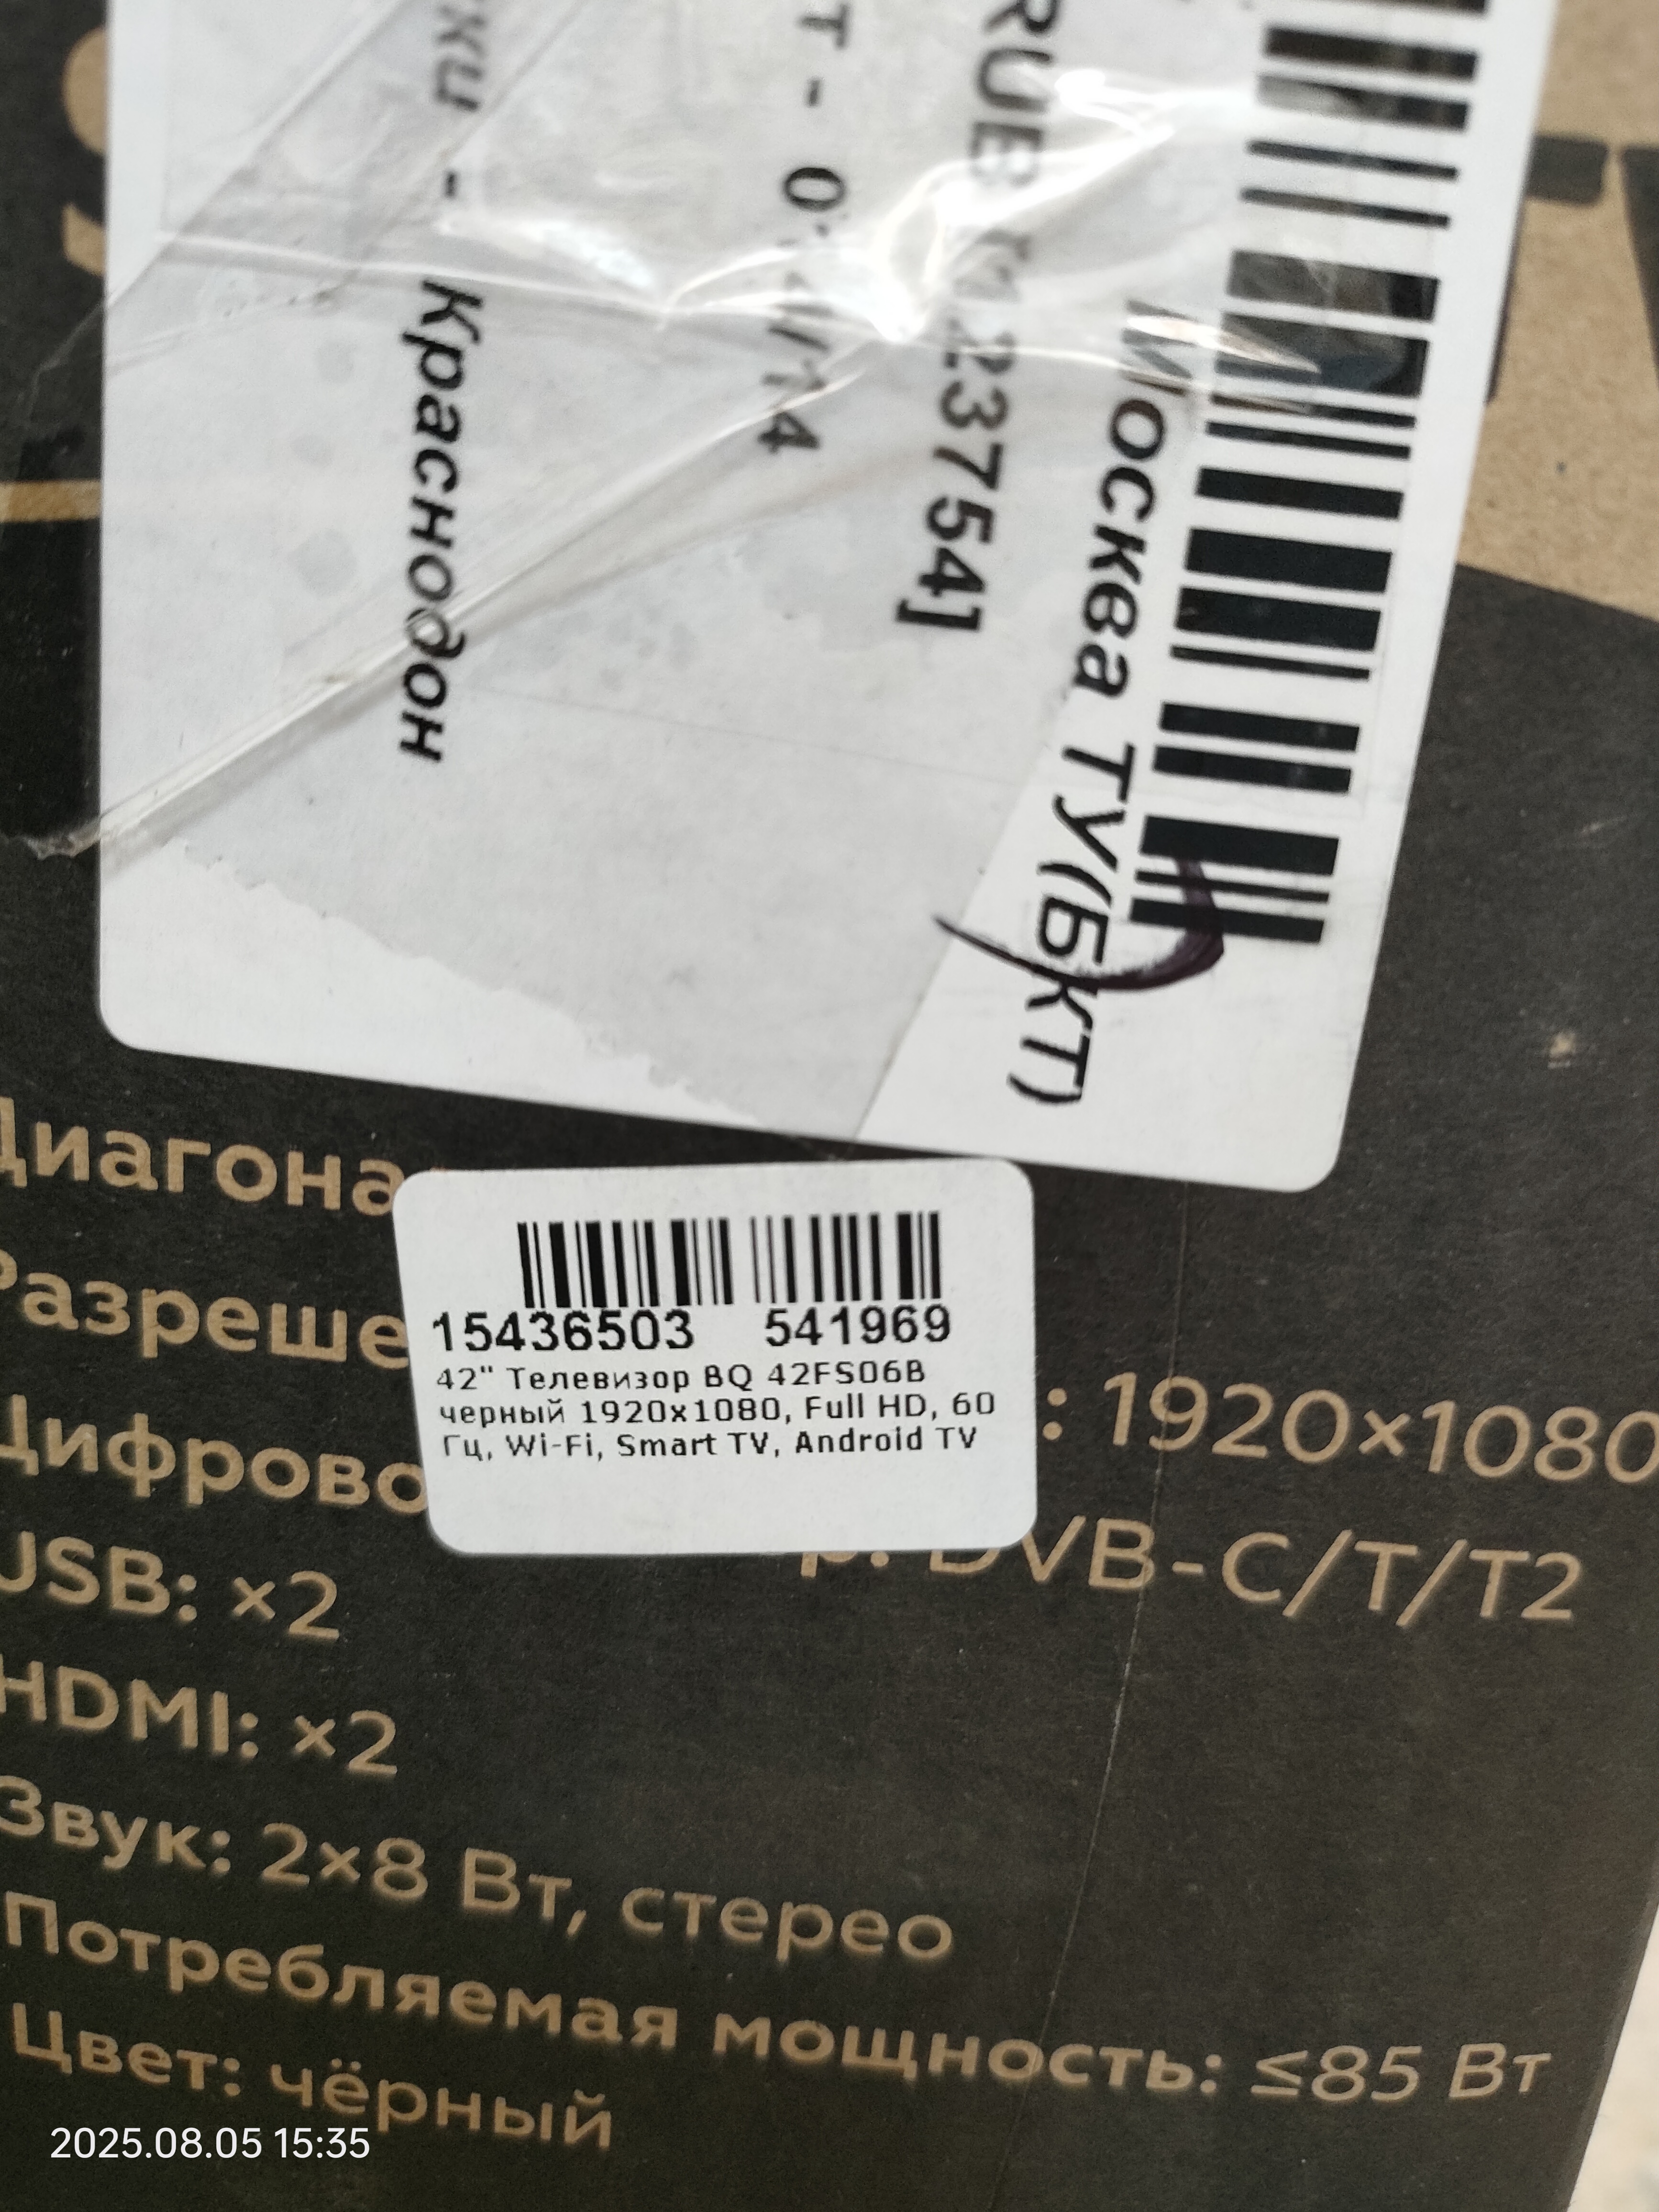 Москва ТУ(БКТ)
23754]
/14
- Краснодон
15436503 541969
42" Телевизор BQ 42FS06B
черный 1920x1080, Full HD, 60
Гц, Wi-Fi, Smart TV, Android TV
: 1920×1080
DVB-C/T/T2
USB: ×2
HDMI: ×2
Звук: 2×8 Вт, стерео
Потребляемая мощность: ≤85 Вт
Цвет: чёрный
2025.08.05 15:35